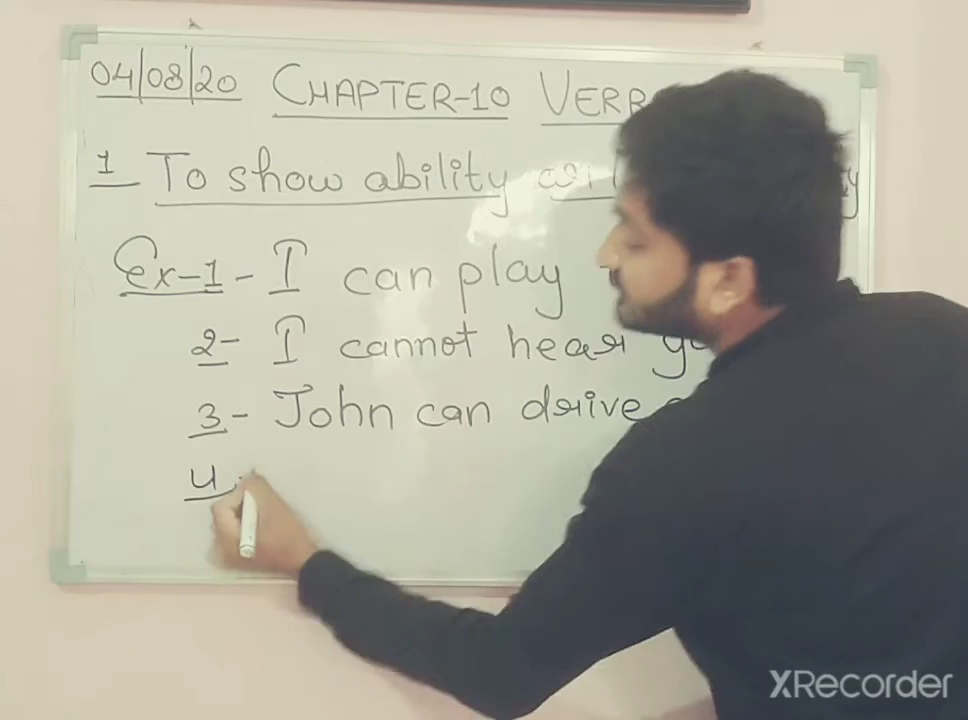 04/08/20 CHAPTER-10 VERB
1 To show ability
Ex-1- I can play
2- I cannot hear
3- John can drive
4-
XRecorder